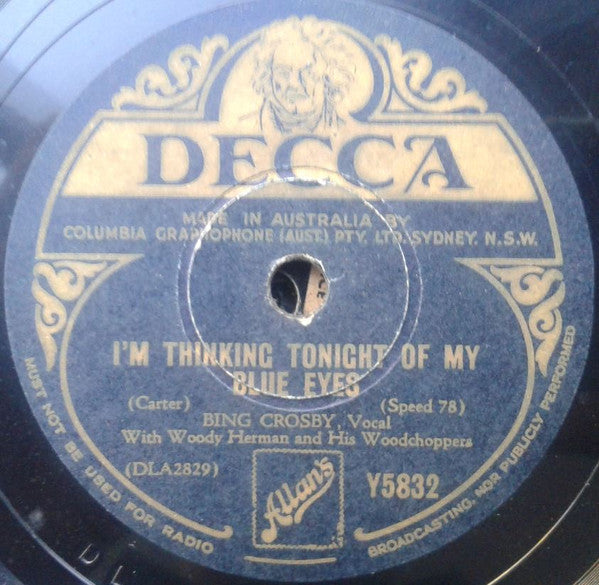 DECCA
MADE IN AUSTRALIA BY
COLUMBIA GRAPHOPHONE (AUST.) PTY. LTD. SYDNEY. N.S.W.
I'M THINKING TONIGHT OF MY
BLUE EYES
(Carter) (Speed 78)
BING CROSBY, Vocal
With Woody Herman and His Woodchoppers
(DLA2829)
Allan's
Y5832
MUST NOT BE USED FOR RADIO
BROADCASTING, NOR PUBLICLY PERFORMED
DL